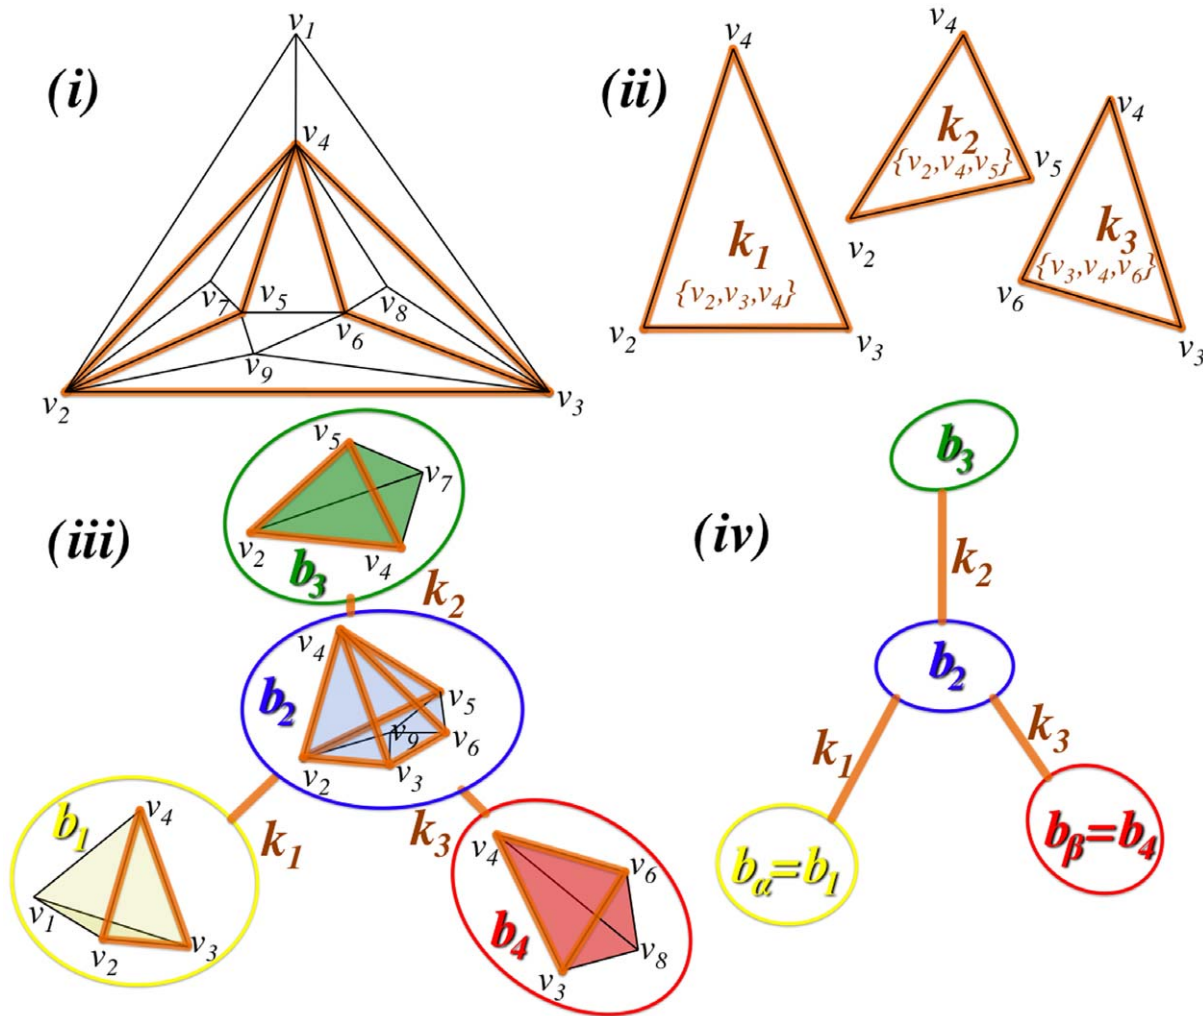 (i)
v₁
v₄
v₇
v₅
v₆
v₈
v₉
v₂
v₃
(ii)
v₄
k₁
{v₂,v₃,v₄}
v₂
v₃
v₄
k₂
{v₂,v₄,v₅}
v₅
v₂
v₄
k₃
{v₃,v₄,v₆}
v₆
v₃
(iii)
v₅
v₇
v₂
v₄
b₃
k₂
v₄
b₂
v₅
v₉
v₆
v₂
v₃
k₁
k₃
b₁
v₄
v₁
v₂
v₃
v₄
v₆
b₄
v₈
v₃
(iv)
b₃
k₂
b₂
k₁
k₃
bα=b₁
bβ=b₄